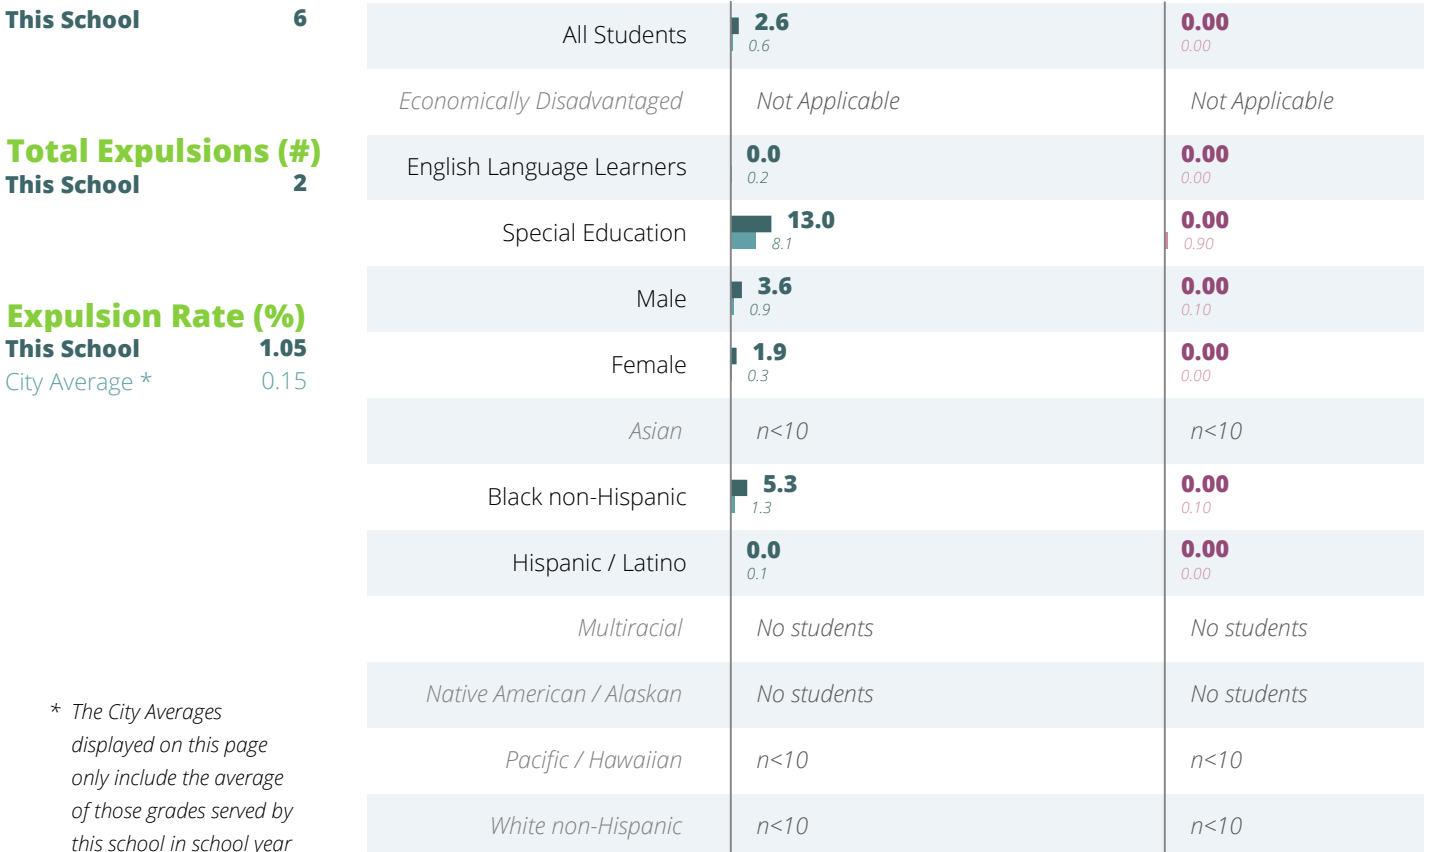 This School 6
Total Expulsions (#)
This School 2
Expulsion Rate (%)
This School 1.05
City Average * 0.15
* The City Averages
displayed on this page
only include the average
of those grades served by
this school in school year
All Students 2.6 0.00
0.6 0.00
Economically Disadvantaged Not Applicable Not Applicable
English Language Learners 0.0 0.00
0.2 0.00
Special Education 13.0 0.00
8.1 0.90
Male 3.6 0.00
0.9 0.10
Female 1.9 0.00
0.3 0.00
Asian n<10 n<10
Black non-Hispanic 5.3 0.00
1.3 0.10
Hispanic / Latino 0.0 0.00
0.1 0.00
Multiracial No students No students
Native American / Alaskan No students No students
Pacific / Hawaiian n<10 n<10
White non-Hispanic n<10 n<10